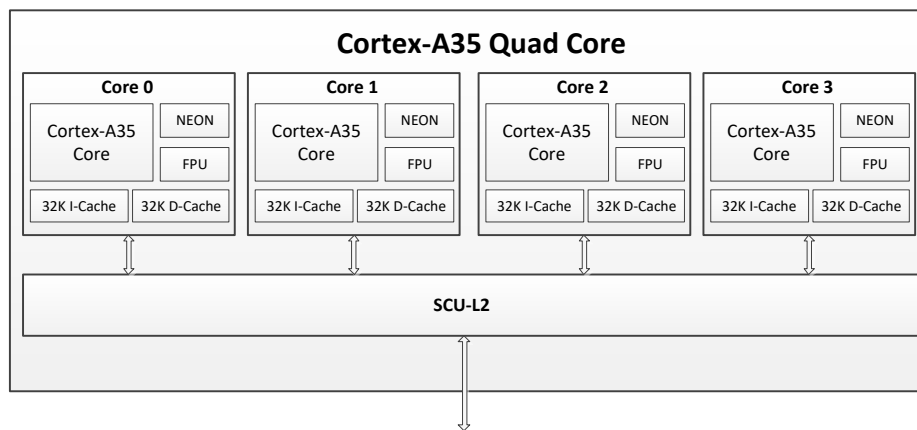 Cortex-A35 Quad Core
Core 0
Cortex-A35
Core
NEON
FPU
32K I-Cache
32K D-Cache
Core 1
Cortex-A35
Core
NEON
FPU
32K I-Cache
32K D-Cache
Core 2
Cortex-A35
Core
NEON
FPU
32K I-Cache
32K D-Cache
Core 3
Cortex-A35
Core
NEON
FPU
32K I-Cache
32K D-Cache
SCU-L2